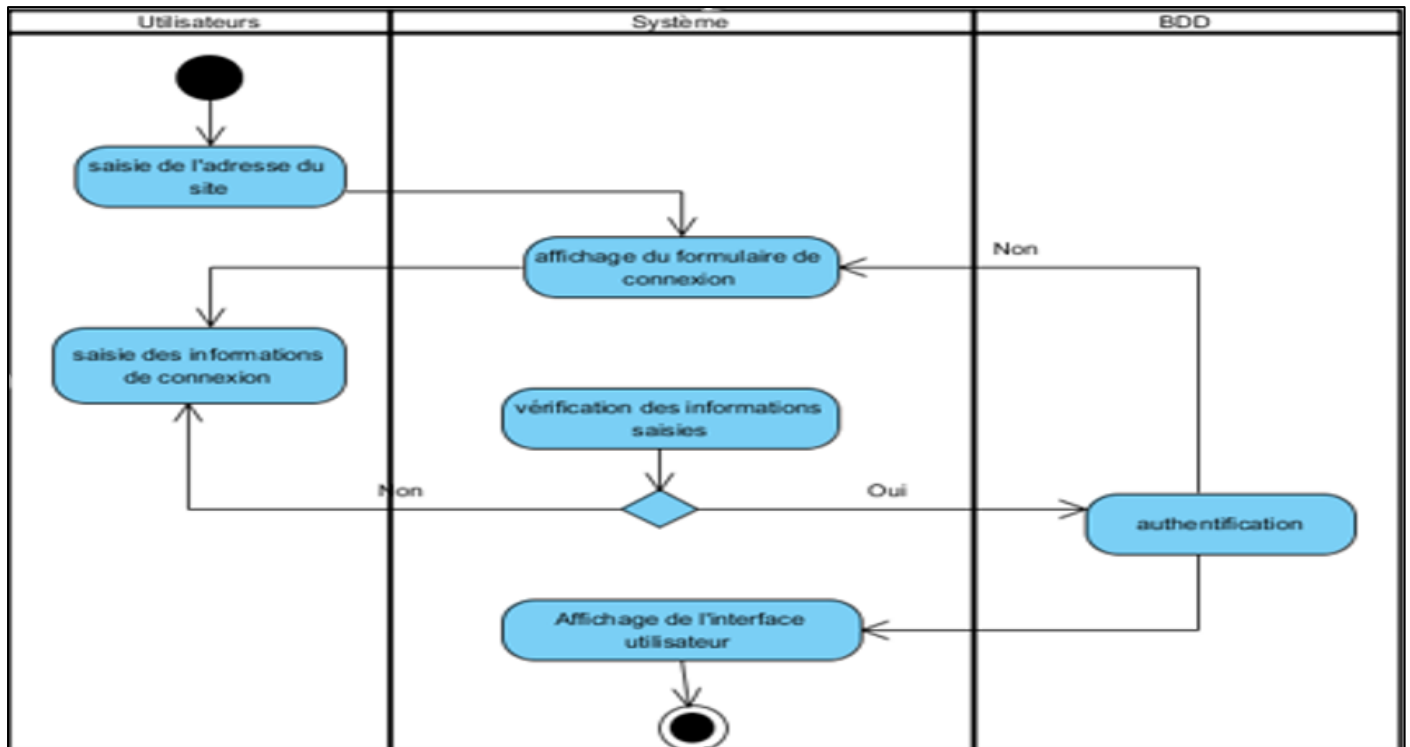 Utilisateurs
Système
BDD
saisie de l'adresse du
site
affichage du formulaire de
connexion
Non
saisie des informations
de connexion
vérification des informations
saisies
Non
Oui
authentification
Affichage de l'interface
utilisateur